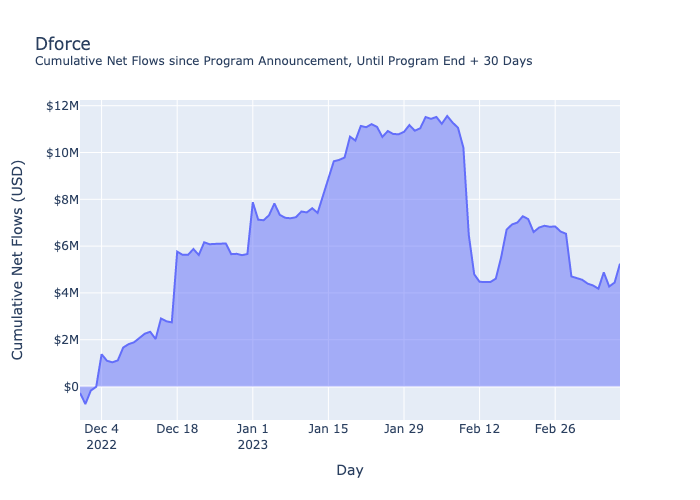 Dforce
Cumulative Net Flows since Program Announcement, Until Program End + 30 Days
Cumulative Net Flows (USD)
$12M
$10M
$8M
$6M
$4M
$2M
$0
Dec 4 Dec 18 Jan 1 Jan 15 Jan 29 Feb 12 Feb 26
2022 2023
Day